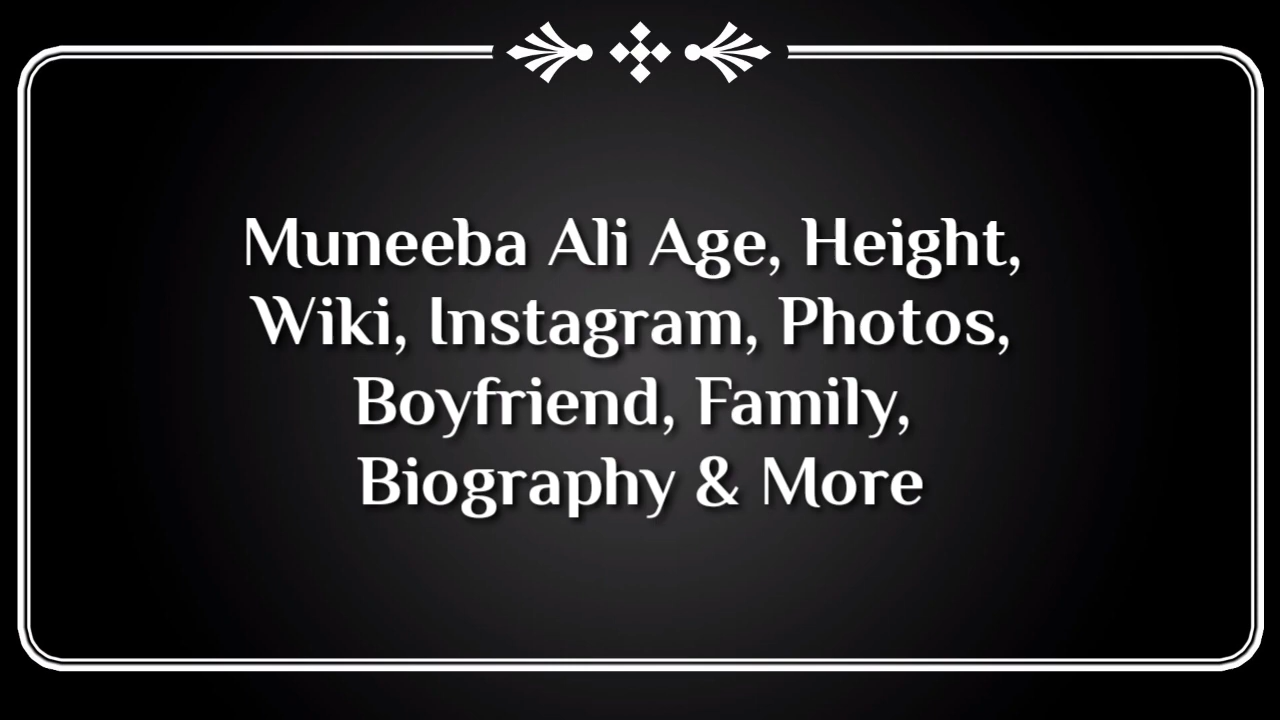 Muneeba Ali Age, Height,
Wiki, Instagram, Photos,
Boyfriend, Family,
Biography & More